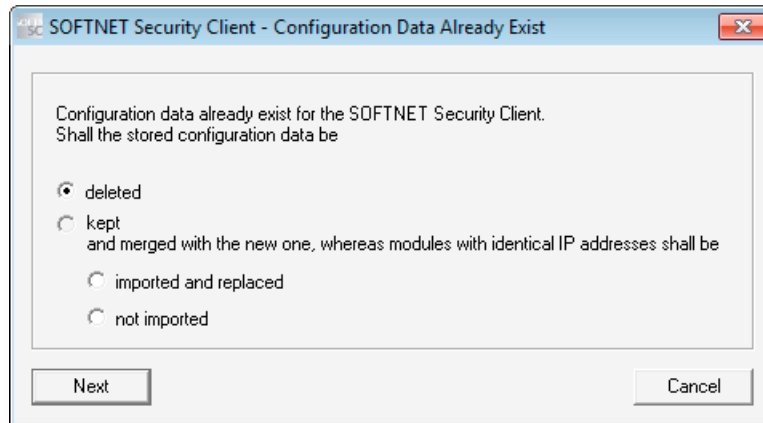 SOFTNET Security Client - Configuration Data Already Exist
Configuration data already exist for the SOFTNET Security Client.
Shall the stored configuration data be
deleted
kept
and merged with the new one, whereas modules with identical IP addresses shall be
imported and replaced
not imported
Next
Cancel